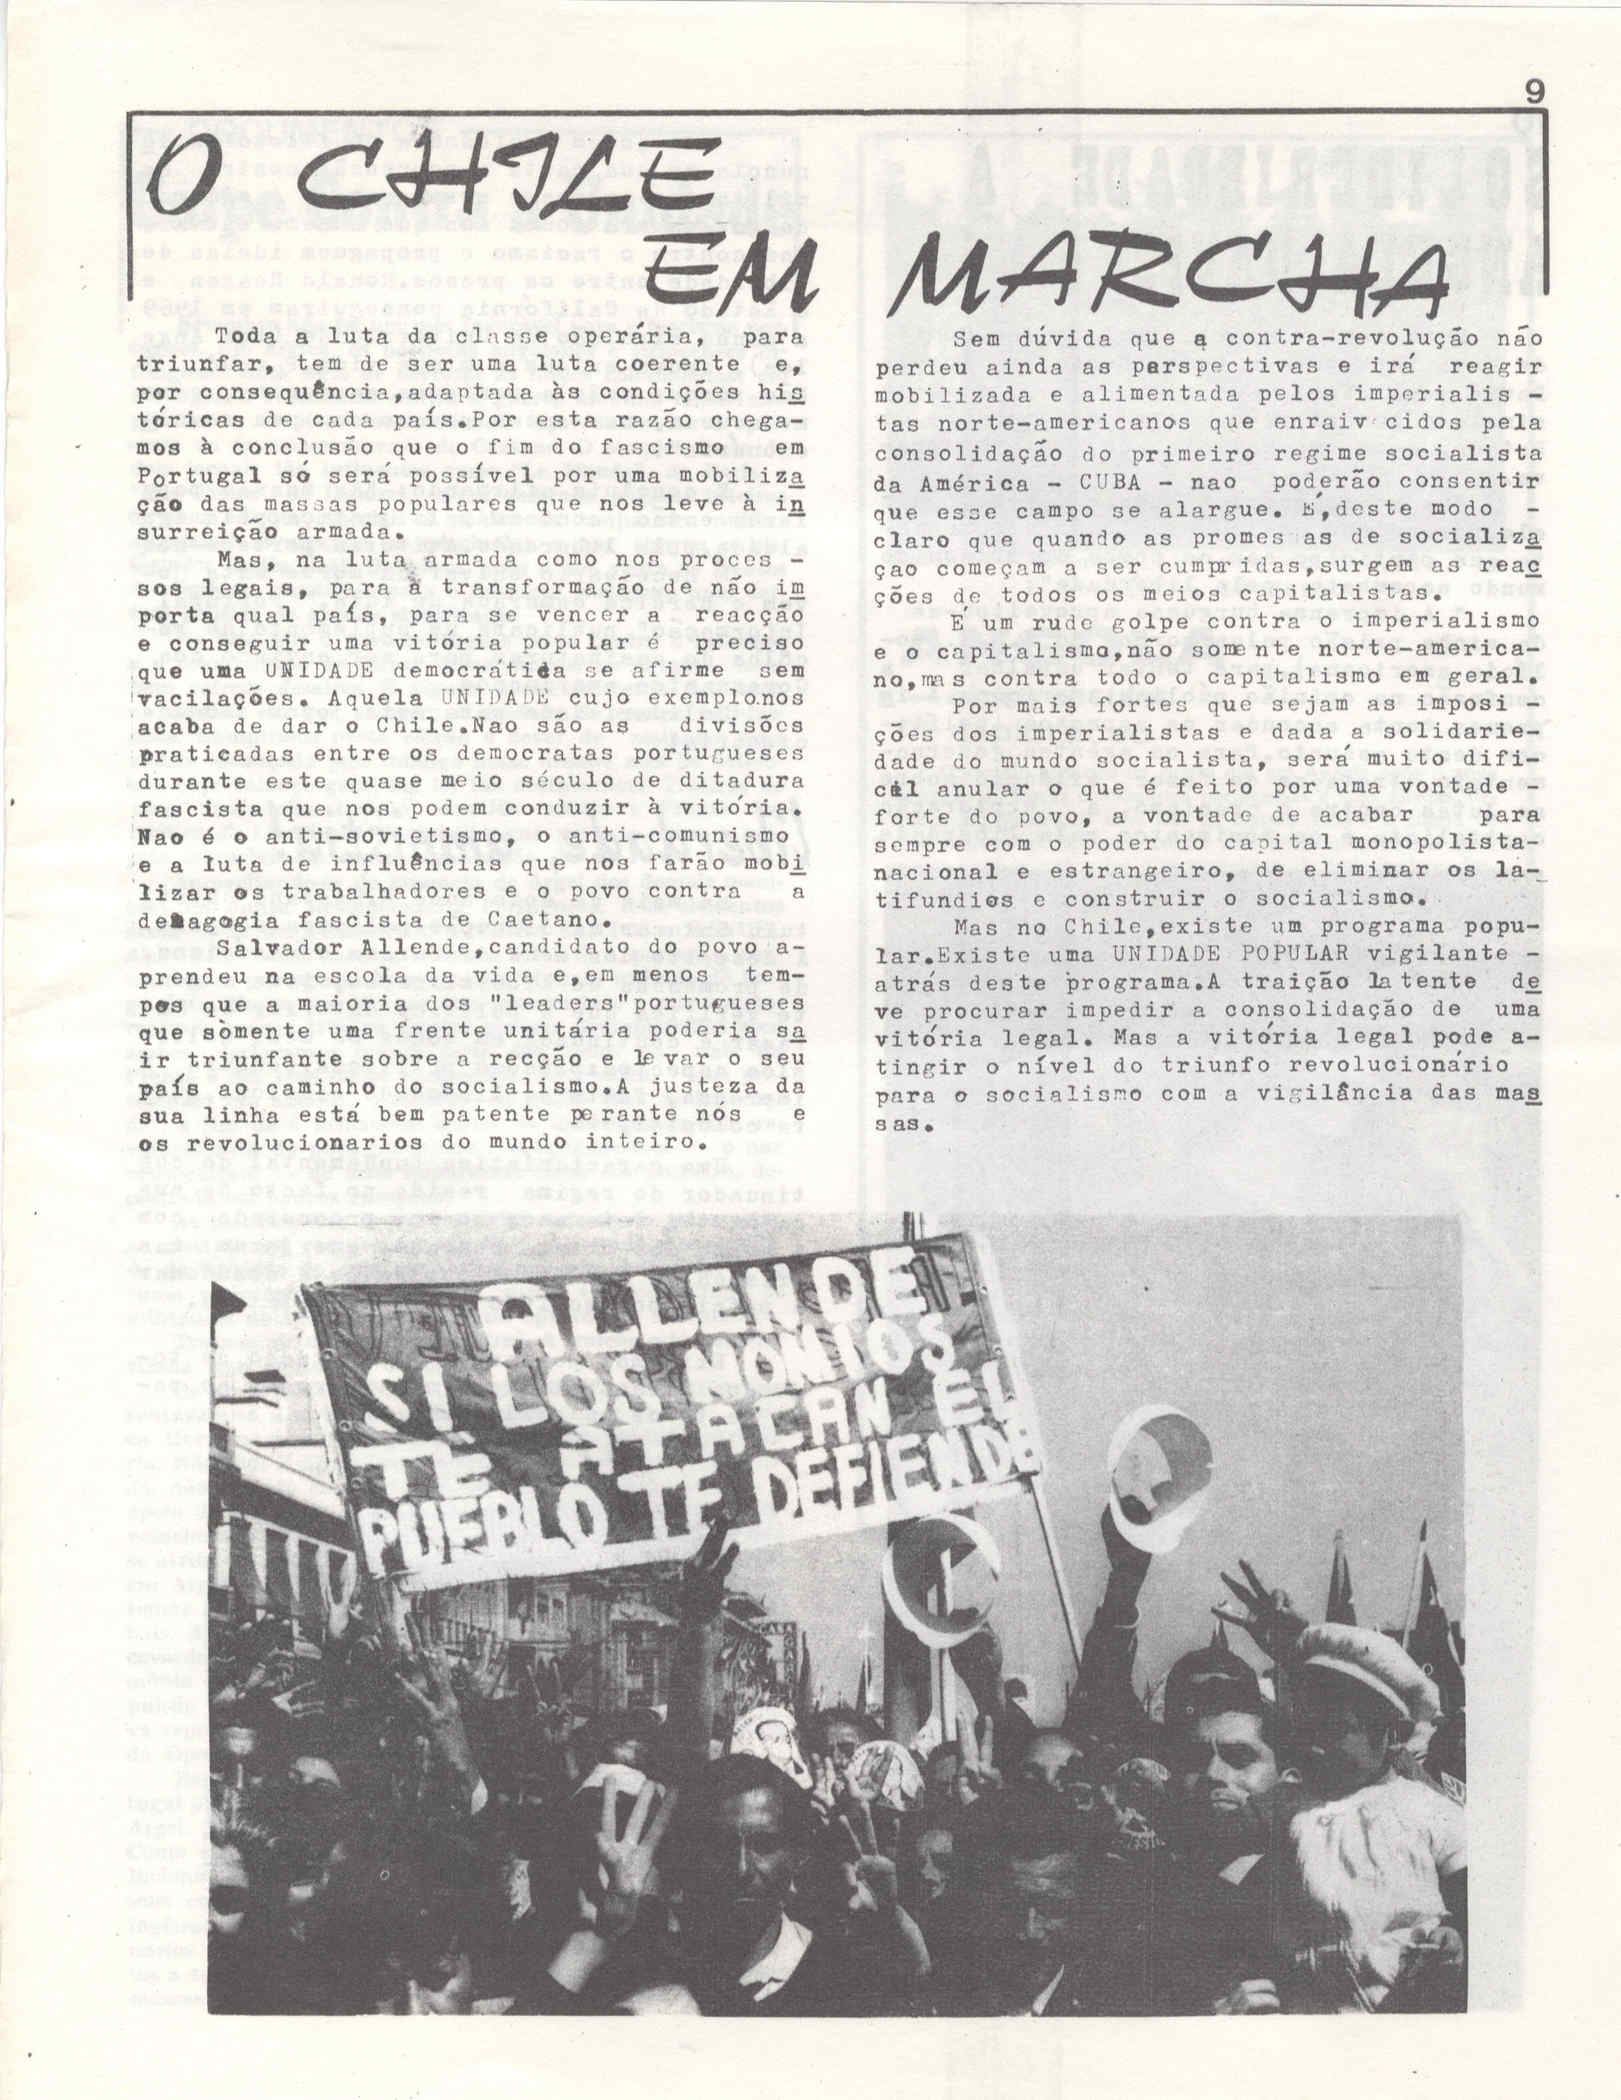 9
O CHILE
EM MARCHA
Toda a luta da classe operária, para
triunfar, tem de ser uma luta coerente e,
por consequência,adaptada às condições his
tóricas de cada país.Por esta razão chega-
mos à conclusão que o fim do fascismo em
Portugal só será possível por uma mobiliza
ção das massas populares que nos leve à in
surreição armada.
Mas, na luta armada como nos proces -
sos legais, para a transformação de não im
porta qual país, para se vencer a reacção
e conseguir uma vitória popular é preciso
que uma UNIDADE democrática se afirme sem
vacilações. Aquela UNIDADE cujo exemplo nos
acaba de dar o Chile.Nao são as divisões
praticadas entre os democratas portugueses
durante este quase meio século de ditadura
fascista que nos podem conduzir à vitória.
Nao é o anti-sovietismo, o anti-comunismo
e a luta de influências que nos farão mobi
lizar os trabalhadores e o povo contra a
demagogia fascista de Caetano.
Salvador Allende,candidato do povo a-
prendeu na escola da vida e,em menos tem-
pos que a maioria dos "leaders"portugueses
que sòmente uma frente unitária poderia sa
ir triunfante sobre a recção e levar o seu
país ao caminho do socialismo.A justeza da
sua linha está bem patente perante nós e
os revolucionarios do mundo inteiro.
Sem dúvida que a contra-revolução não
perdeu ainda as perspectivas e irá reagir
mobilizada e alimentada pelos imperialis -
tas norte-americanos que enraiv cidos pela
consolidação do primeiro regime socialista
da América - CUBA - nao poderão consentir
que esse campo se alargue. É,deste modo -
claro que quando as promes as de socializa
çao começam a ser cumpridas,surgem as reac
ções de todos os meios capitalistas.
É um rude golpe contra o imperialismo
e o capitalismo,não somente norte-america-
no,mas contra todo o capitalismo em geral.
Por mais fortes que sejam as imposi -
ções dos imperialistas e dada a solidarie-
dade do mundo socialista, será muito difi-
cil anular o que é feito por uma vontade -
forte do povo, a vontade de acabar para
sempre com o poder do capital monopolista-
nacional e estrangeiro, de eliminar os la-
tifundios e construir o socialismo.
Mas no Chile,existe um programa popu-
lar.Existe uma UNIDADE POPULAR vigilante -
atrás deste programa.A traição latente de
ve procurar impedir a consolidação de uma
vitória legal. Mas a vitória legal pode a-
tingir o nível do triunfo revolucionário
para o socialismo com a vigilância das mas
sas.
ALLENDE
SI LOS MOMIOS
TE ATACAN EL
PUEBLO TE DEFIENDE